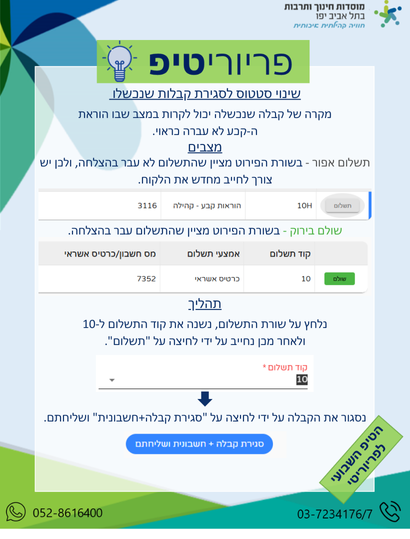 מוסדות חינוך ותרבות
בתל אביב יפו
חוויה קהילתית איכותית
פריוריטיפ
שינוי סטטוס לסגירת קבלות שנכשלו
מקרה של קבלה שנכשלה יכול לקרות במצב שבו הוראת
ה-קבע לא עברה כראוי.
מצבים
תשלום אפור - בשורת הפירוט מציין שהתשלום לא עבר בהצלחה, ולכן יש
צורך לחייב מחדש את הלקוח.
תשלום 10H הוראות קבע - קהילה 3116
שולם בירוק - בשורת הפירוט מציין שהתשלום עבר בהצלחה.
קוד תשלום אמצעי תשלום מס חשבון/כרטיס אשראי
שולם 10 כרטיס אשראי 7352
תהליך
נלחץ על שורת התשלום, נשנה את קוד התשלום ל-10
ולאחר מכן נחייב על ידי לחיצה על "תשלום".
קוד תשלום *
10
נסגור את הקבלה על ידי לחיצה על "סגירת קבלה+חשבונית" ושליחתם.
סגירת קבלה + חשבונית ושליחתם
הטיפ השבועי
לפריוריטי
052-8616400
03-7234176/7